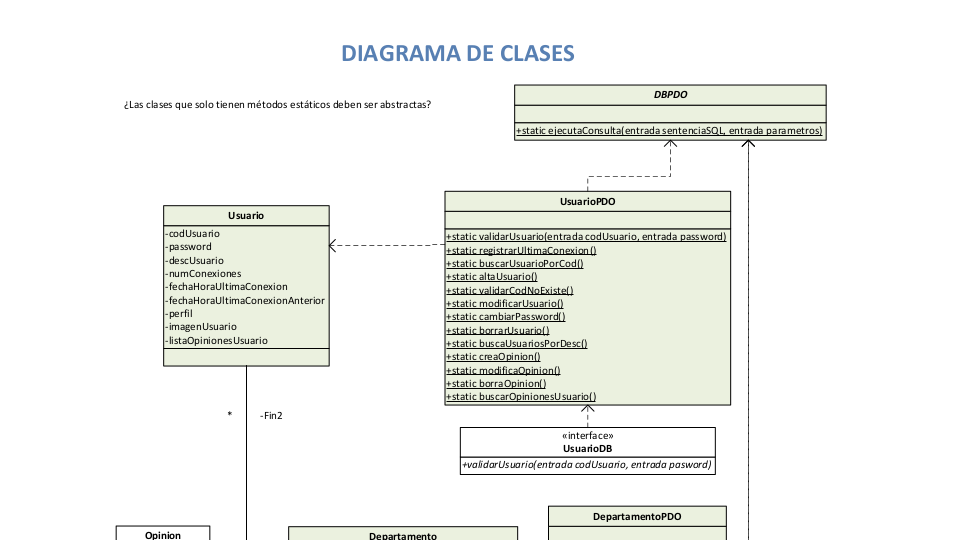 DIAGRAMA DE CLASES
¿Las clases que solo tienen métodos estáticos deben ser abstractas?
DBPDO
+static ejecutaConsulta(entrada sentenciaSQL, entrada parametros)
Usuario
-codUsuario
-password
-descUsuario
-numConexiones
-fechaHoraUltimaConexion
-fechaHoraUltimaConexionAnterior
-perfil
-imagenUsuario
-listaOpinionesUsuario
UsuarioPDO
+static validarUsuario(entrada codUsuario, entrada password)
+static registrarUltimaConexion()
+static buscarUsuarioPorCod()
+static altaUsuario()
+static validarCodNoExiste()
+static modificarUsuario()
+static cambiarPassword()
+static borrarUsuario()
+static buscaUsuariosPorDesc()
+static creaOpinion()
+static modificaOpinion()
+static borraOpinion()
+static buscarOpinionesUsuario()
* -Fin2
«interface»
UsuarioDB
+validarUsuario(entrada codUsuario, entrada pasword)
DepartamentoPDO
Opinion
Departamento